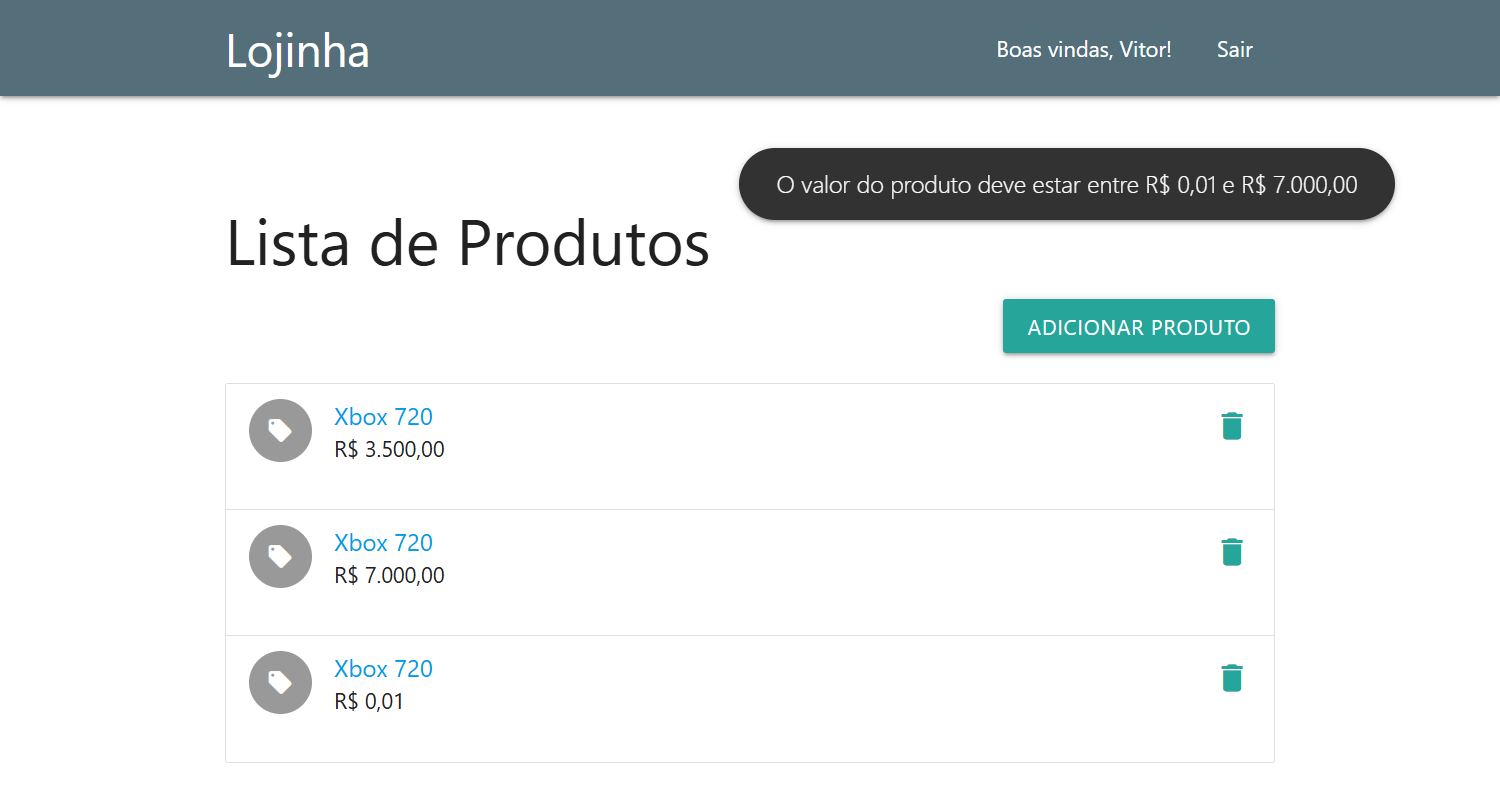 Lojinha
Boas vindas, Vitor!
Sair
O valor do produto deve estar entre R$ 0,01 e R$ 7.000,00
Lista de Produtos
ADICIONAR PRODUTO
Xbox 720
R$ 3.500,00
Xbox 720
R$ 7.000,00
Xbox 720
R$ 0,01